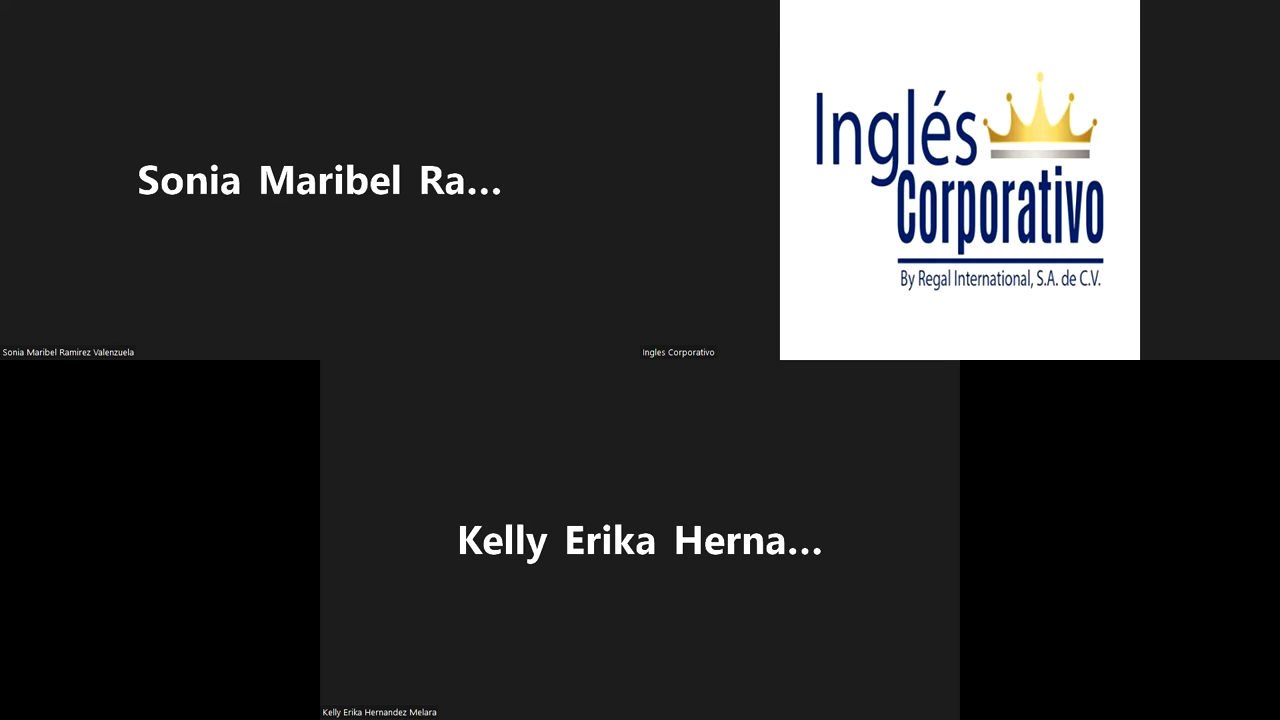 Sonia Maribel Ra...
Inglés
Corporativo
By Regal International, S.A. de C.V.
Sonia Maribel Ramirez Valenzuela
Ingles Corporativo
Kelly Erika Herna...
Kelly Erika Hernandez Melara